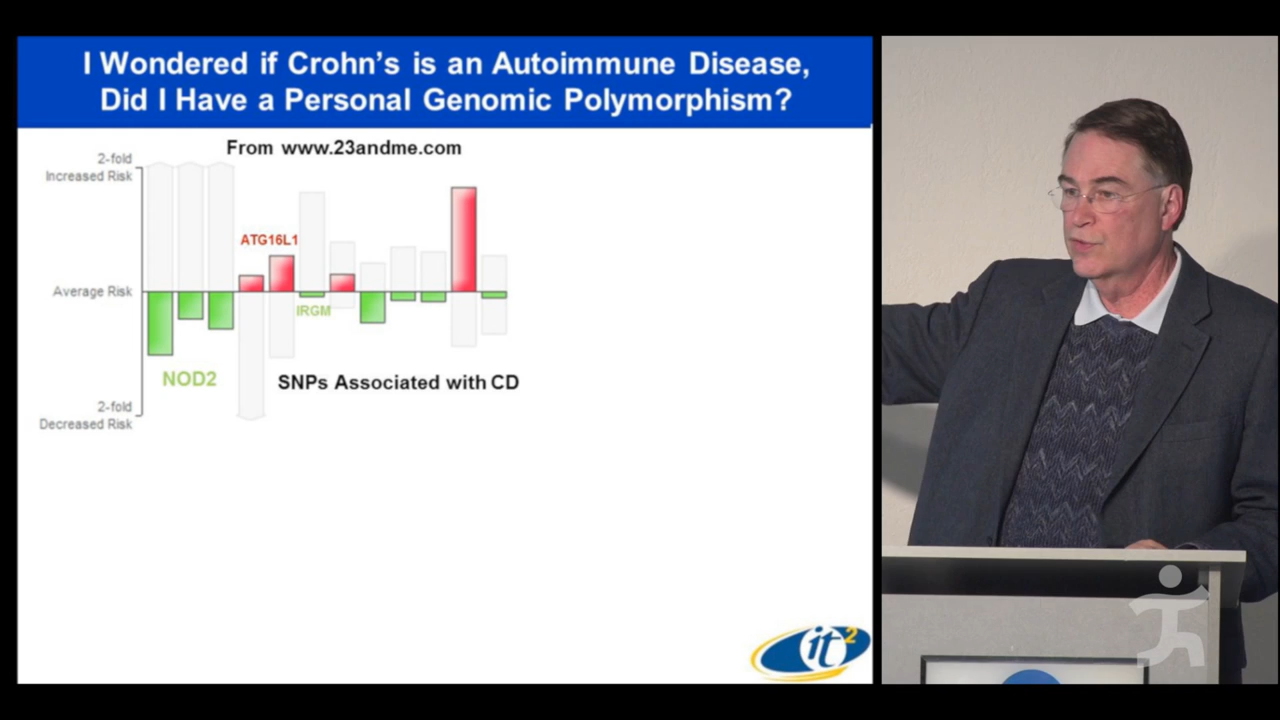 I Wondered if Crohn's is an Autoimmune Disease,
Did I Have a Personal Genomic Polymorphism?
From www.23andme.com
2-fold
Increased Risk
ATG16L1
Average Risk
IRGM
NOD2
SNPs Associated with CD
2-fold
Decreased Risk
it2